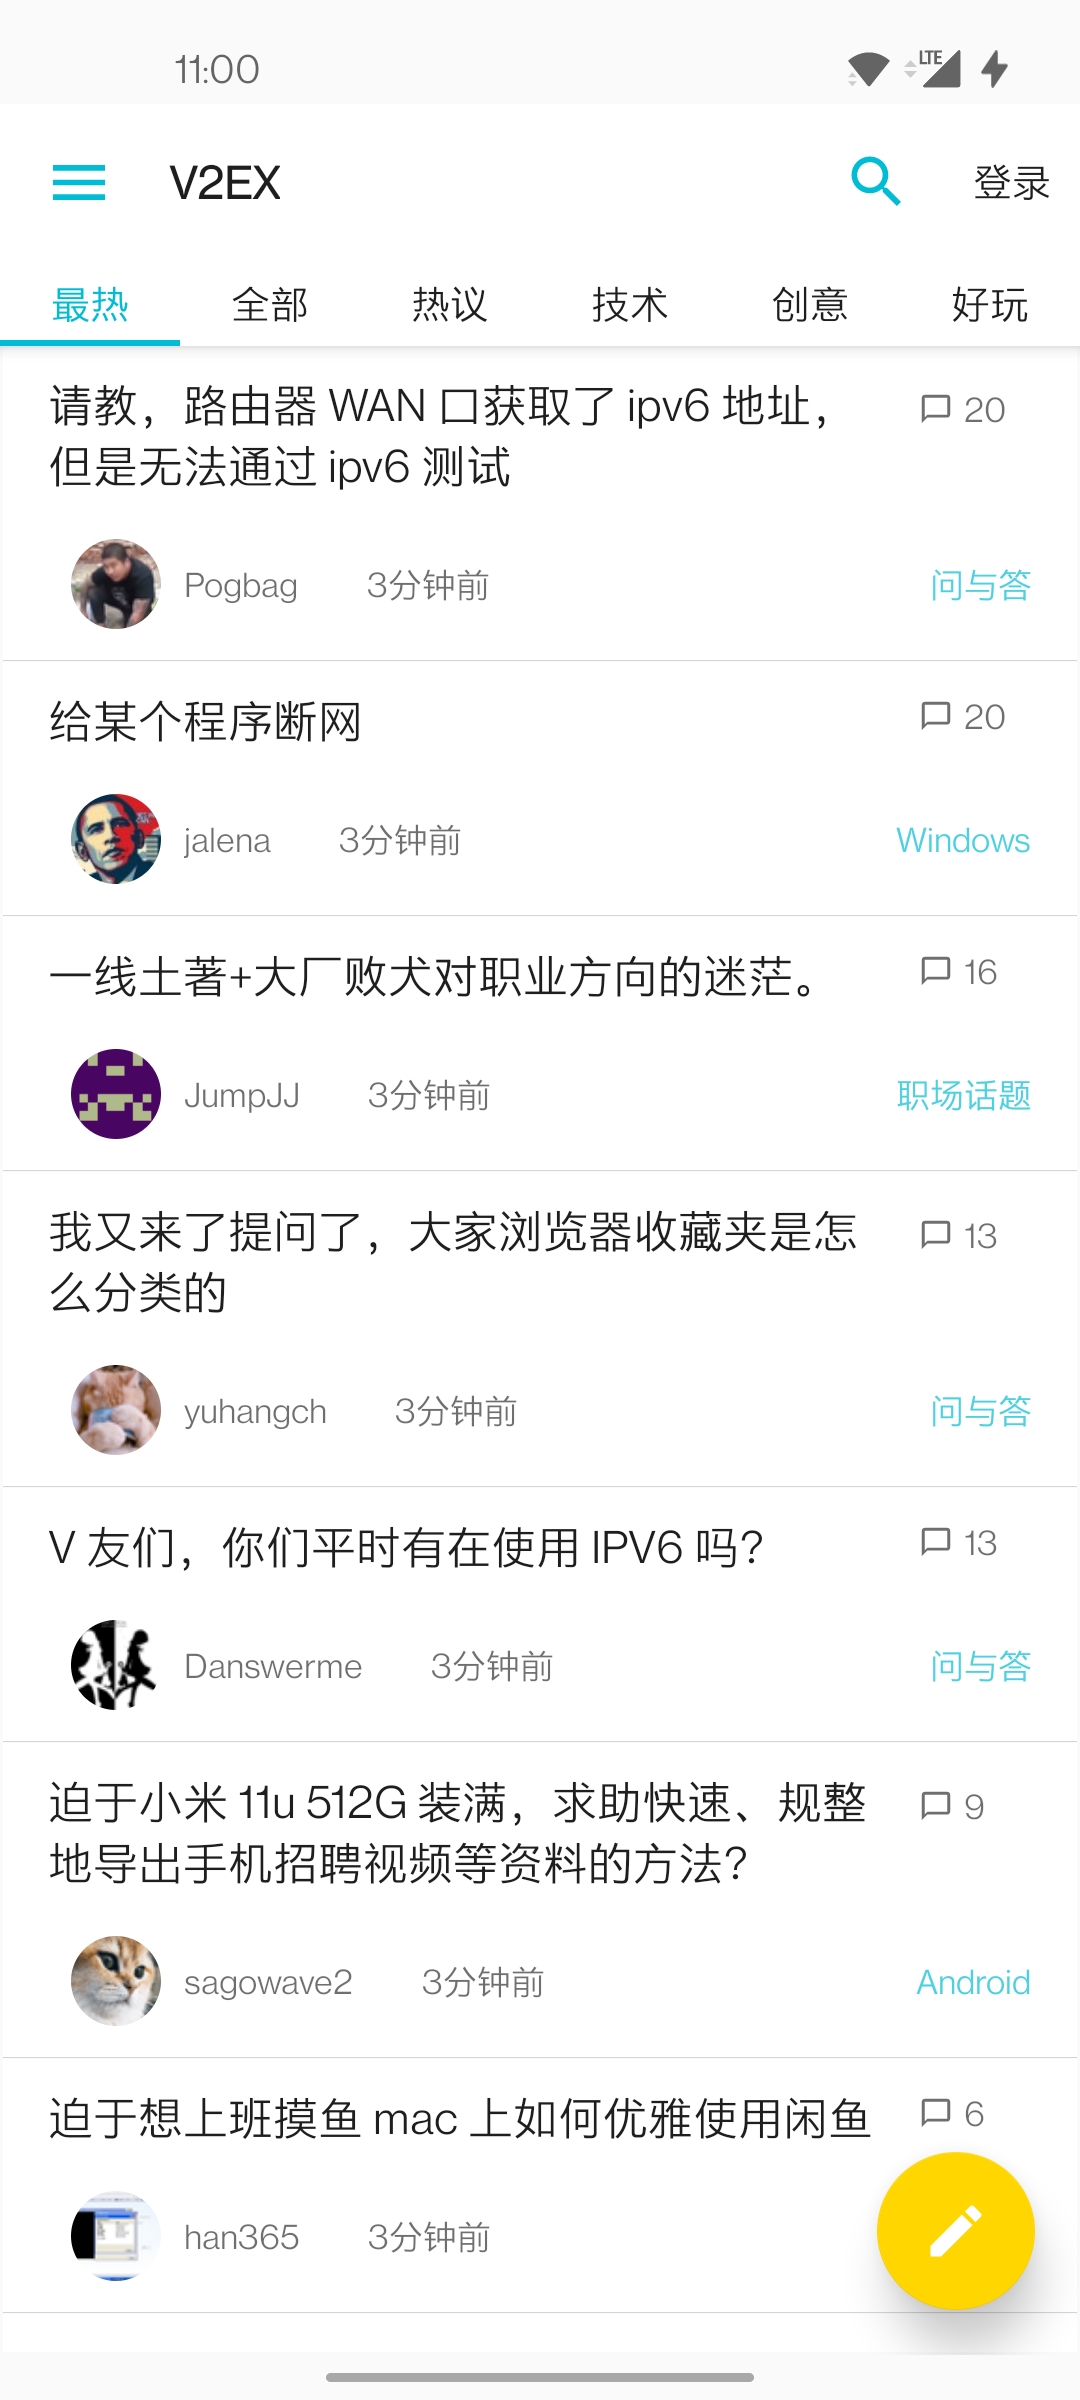 11:00
LTE
V2EX
登录
最热 全部 热议 技术 创意 好玩
请教，路由器 WAN 口获取了 ipv6 地址，
但是无法通过 ipv6 测试
20
Pogbag 3分钟前 问与答
给某个程序断网
20
jalena 3分钟前 Windows
一线土著+大厂败犬对职业方向的迷茫。
16
JumpJJ 3分钟前 职场话题
我又来了提问了，大家浏览器收藏夹是怎
么分类的
13
yuhangch 3分钟前 问与答
V 友们，你们平时有在使用 IPV6 吗？
13
Danswerme 3分钟前 问与答
迫于小米 11u 512G 装满，求助快速、规整
地导出手机招聘视频等资料的方法？
9
sagowave2 3分钟前 Android
迫于想上班摸鱼 mac 上如何优雅使用闲鱼
6
han365 3分钟前